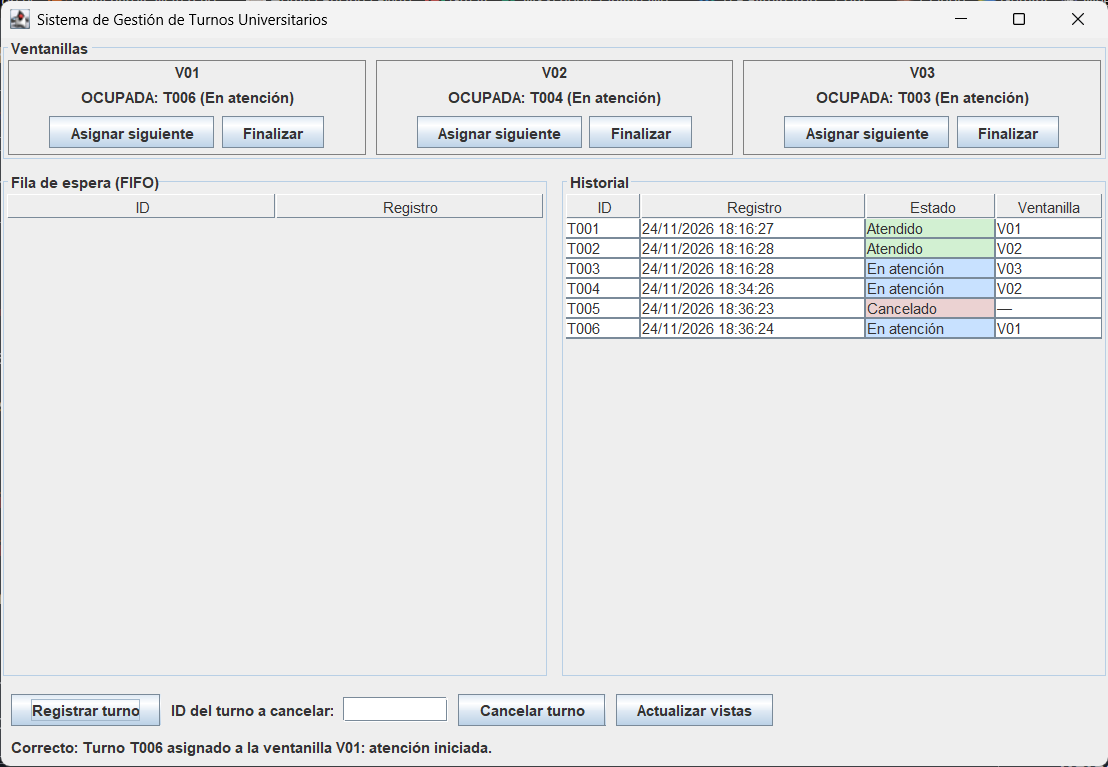 Sistema de Gestión de Turnos Universitarios
Ventanillas
V01 V02 V03
OCUPADA: T006 (En atención) OCUPADA: T004 (En atención) OCUPADA: T003 (En atención)
Asignar siguiente Finalizar Asignar siguiente Finalizar Asignar siguiente Finalizar
Fila de espera (FIFO) Historial
ID Registro ID Registro Estado Ventanilla
T001 24/11/2026 18:16:27 Atendido V01
T002 24/11/2026 18:16:28 Atendido V02
T003 24/11/2026 18:16:28 En atención V03
T004 24/11/2026 18:34:26 En atención V02
T005 24/11/2026 18:36:23 Cancelado —
T006 24/11/2026 18:36:24 En atención V01
Registrar turno ID del turno a cancelar: Cancelar turno Actualizar vistas
Correcto: Turno T006 asignado a la ventanilla V01: atención iniciada.